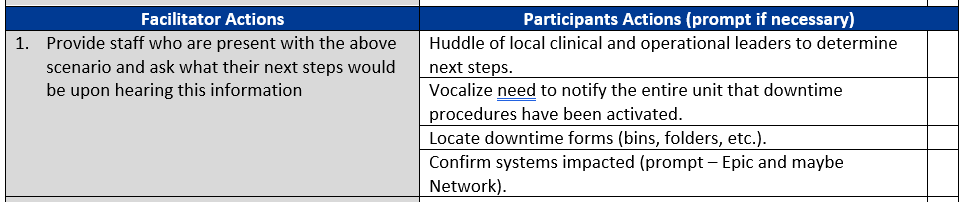 Facilitator Actions
Participants Actions (prompt if necessary)
1. Provide staff who are present with the above
scenario and ask what their next steps would
be upon hearing this information
Huddle of local clinical and operational leaders to determine
next steps.
Vocalize need to notify the entire unit that downtime
procedures have been activated.
Locate downtime forms (bins, folders, etc.).
Confirm systems impacted (prompt – Epic and maybe
Network).